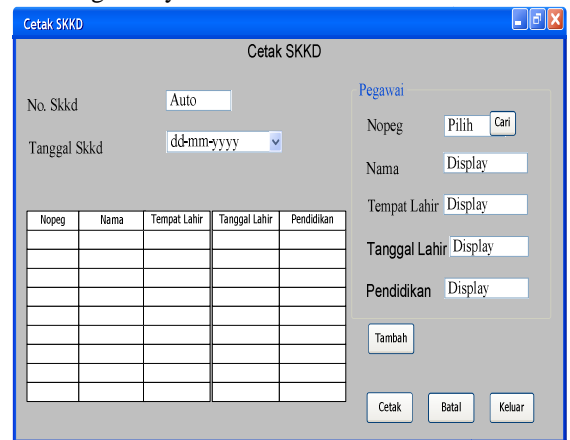 Cetak SKKD
Cetak SKKD
No. Skkd Auto
Tanggal Skkd dd-mm-yyyy
Pegawai
Nopeg Pilih Cari
Nama Display
Tempat Lahir Display
Tanggal Lahir Display
Pendidikan Display
Nopeg Nama Tempat Lahir Tanggal Lahir Pendidikan
Tambah
Cetak Batal Keluar